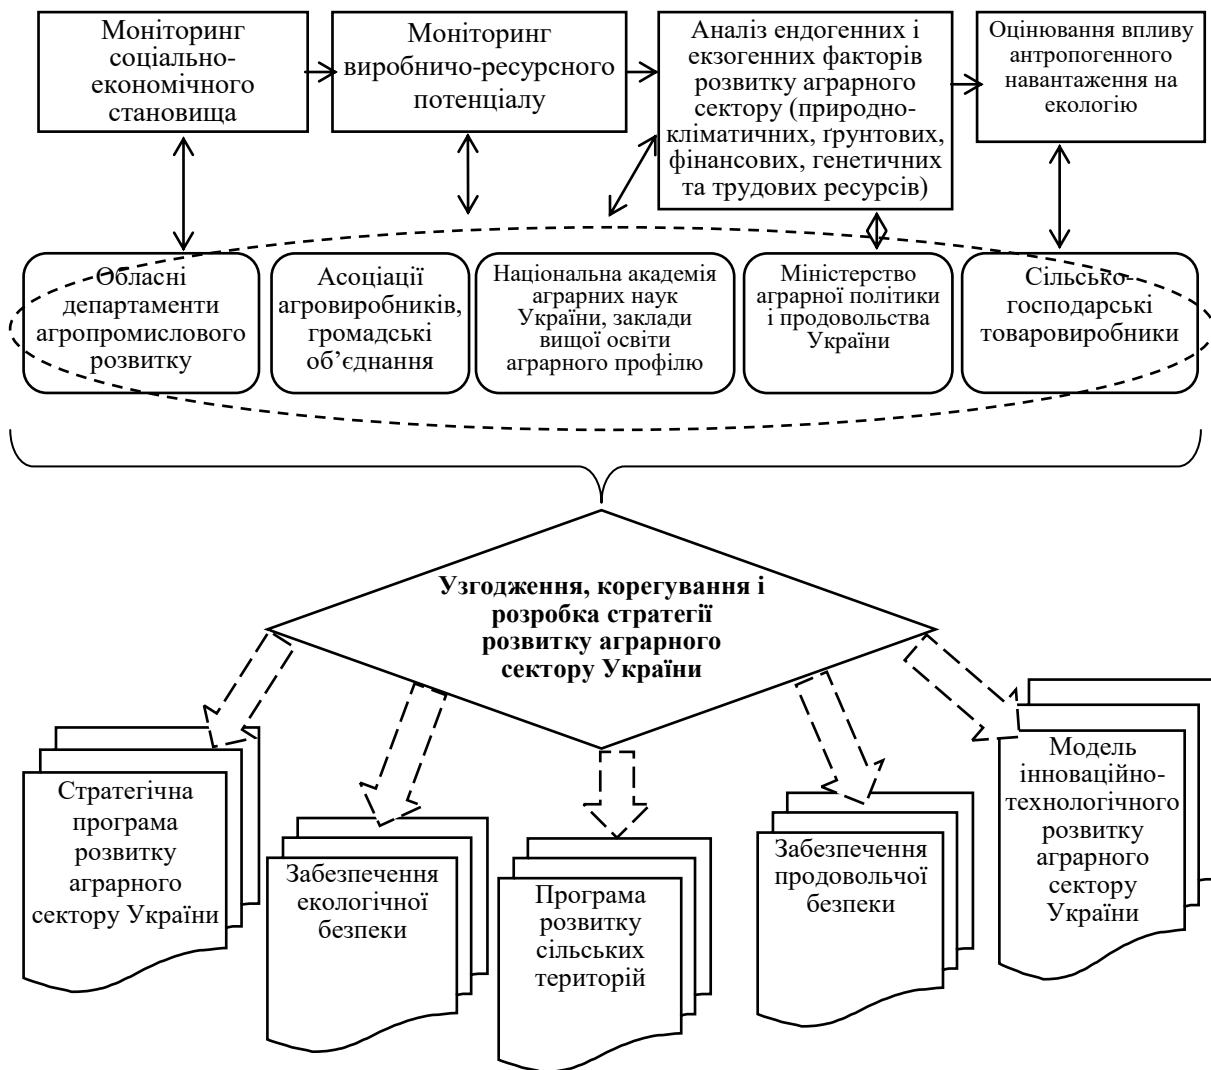 Моніторинг
соціально-
економічного
становища
Моніторинг
виробничо-ресурсного
потенціалу
Аналіз ендогенних і
екзогенних факторів
розвитку аграрного
сектору (природно-
кліматичних, ґрунтових,
фінансових, генетичних
та трудових ресурсів)
Оцінювання впливу
антропогенного
навантаження на
екологію
Обласні
департаменти
агропромислового
розвитку
Асоціації
агровиробників,
громадські
об’єднання
Національна академія
аграрних наук
України, заклади
вищої освіти
аграрного профілю
Міністерство
аграрної політики
і продовольства
України
Сільсько-
господарські
товаровиробники
Узгодження, корегування і
розробка стратегії
розвитку аграрного
сектору України
Стратегічна
програма
розвитку
аграрного
сектору України
Забезпечення
екологічної
безпеки
Програма
розвитку
сільських
територій
Забезпечення
продовольчої
безпеки
Модель
інноваційно-
технологічного
розвитку
аграрного
сектору
України